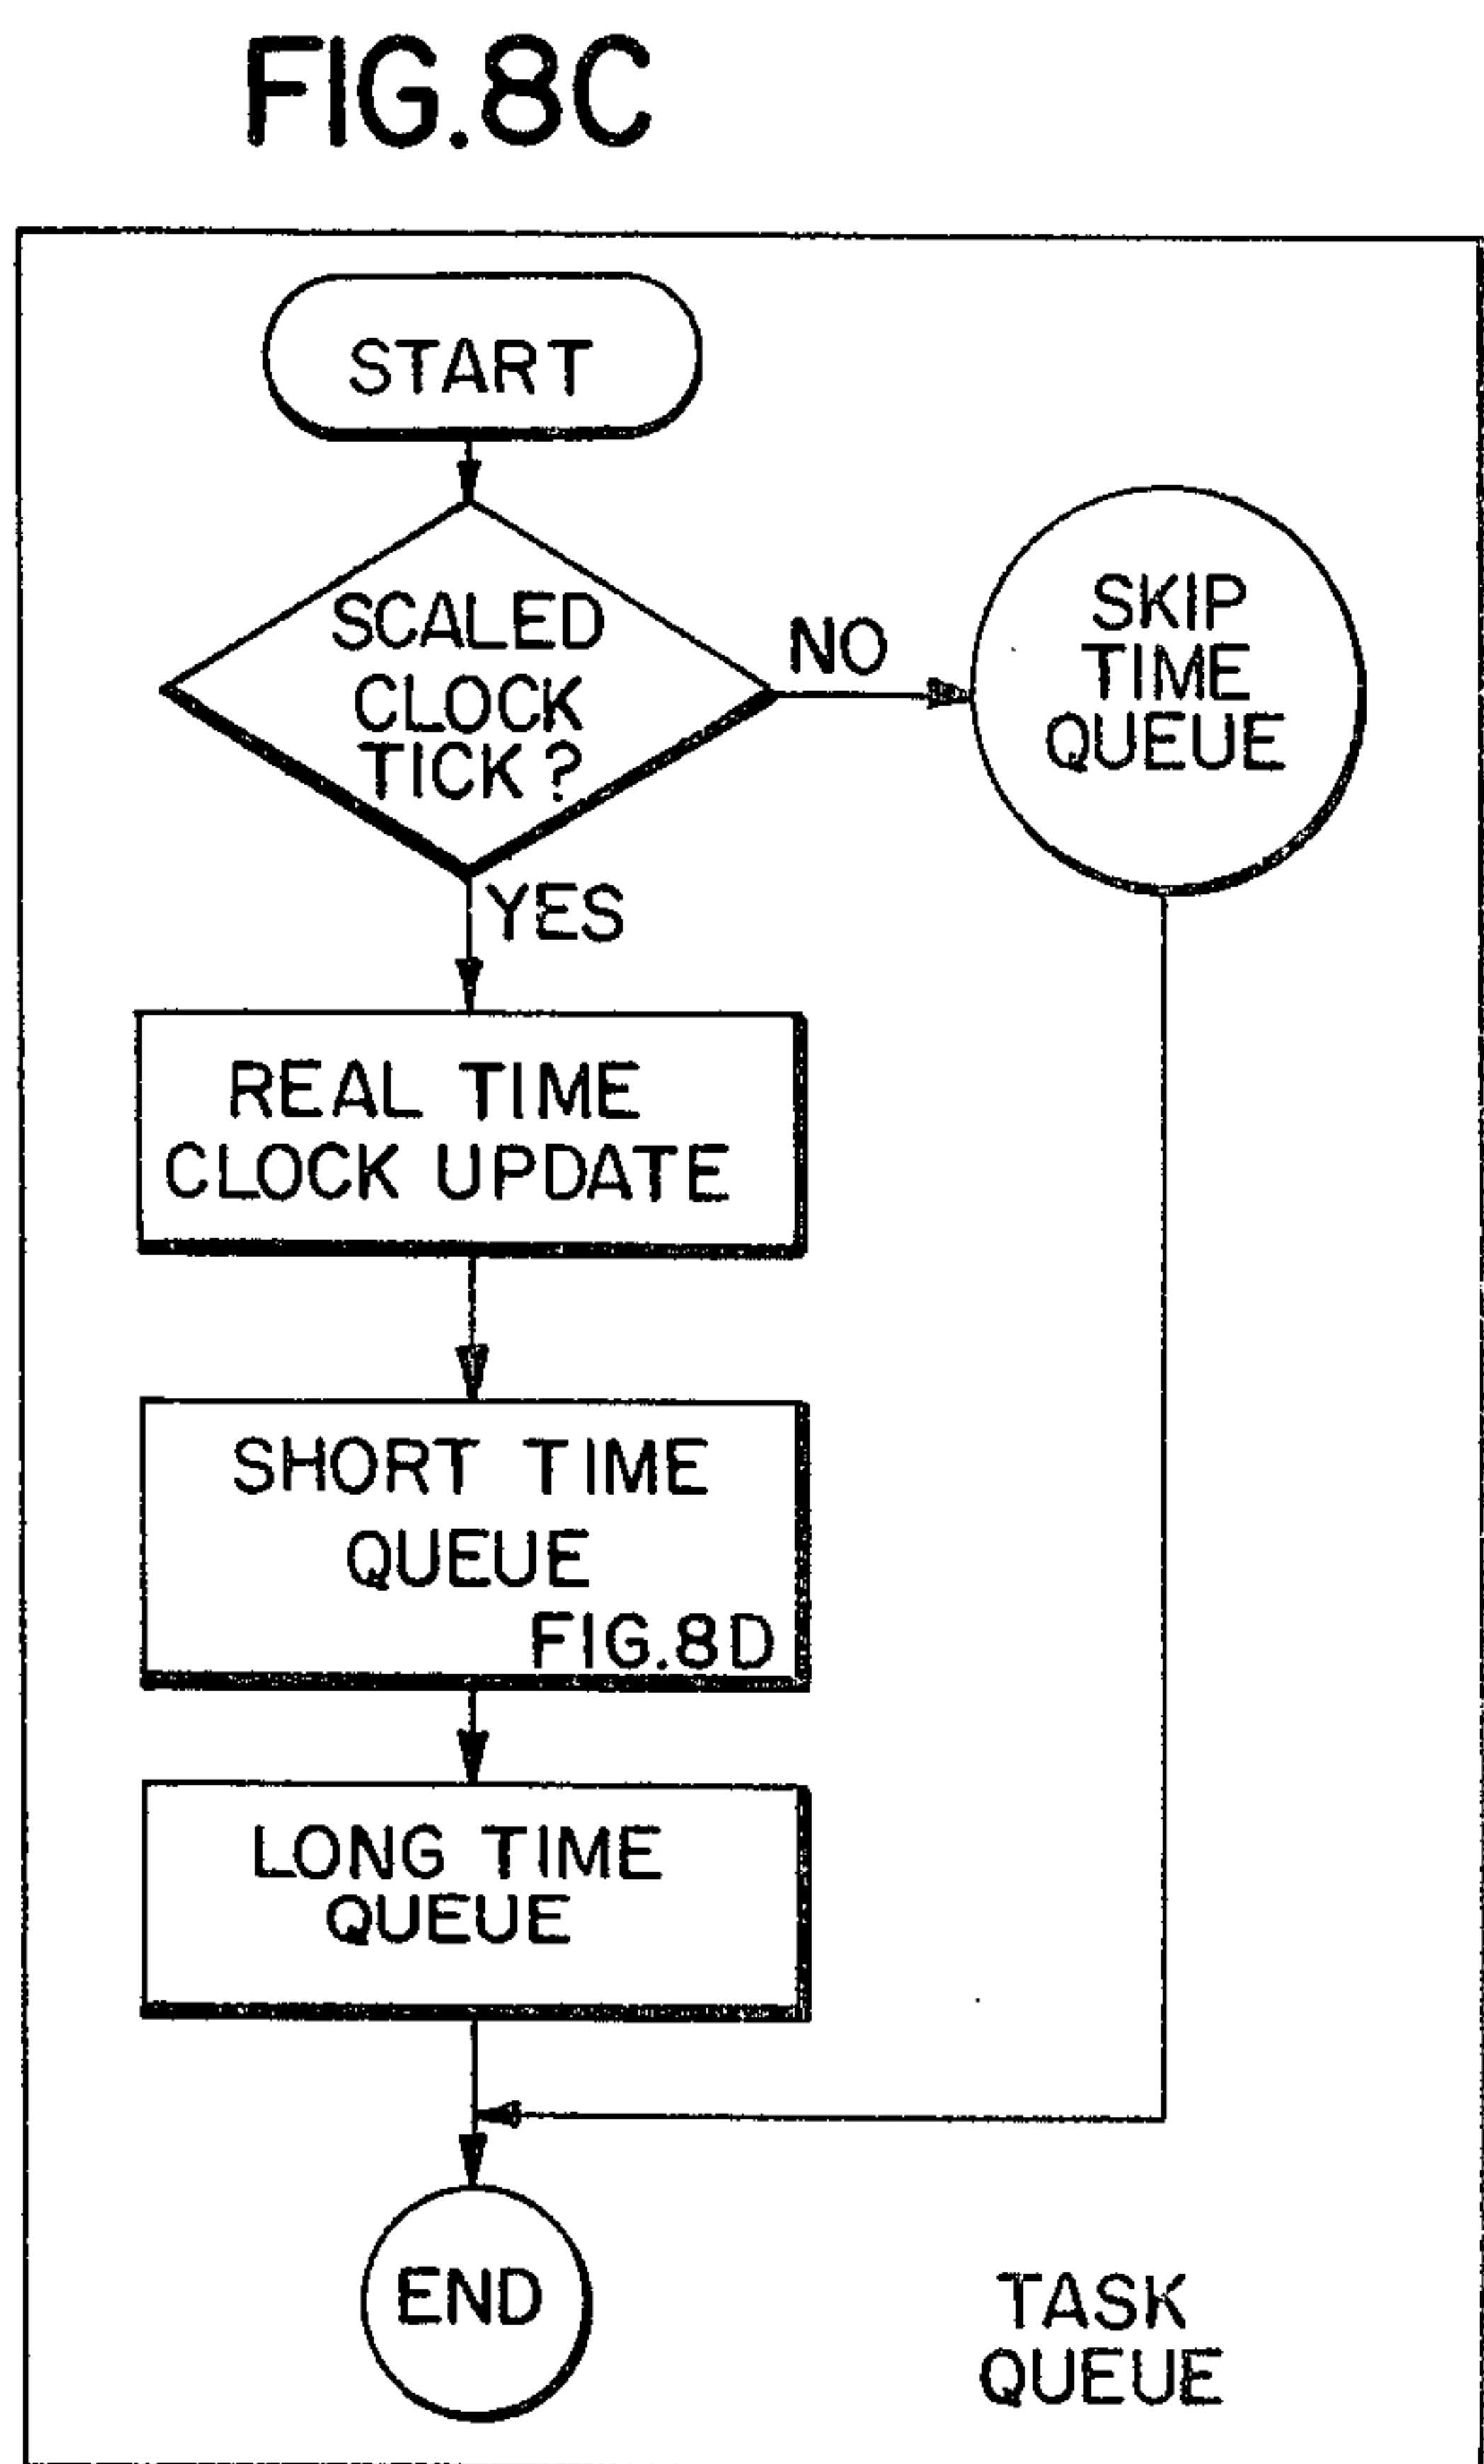 FIG.8C
START
SCALED
CLOCK
TICK?
NO
SKIP
TIME
QUEUE
YES
REAL TIME
CLOCK UPDATE
SHORT TIME
QUEUE
FIG.8D
LONG TIME
QUEUE
END
TASK
QUEUE